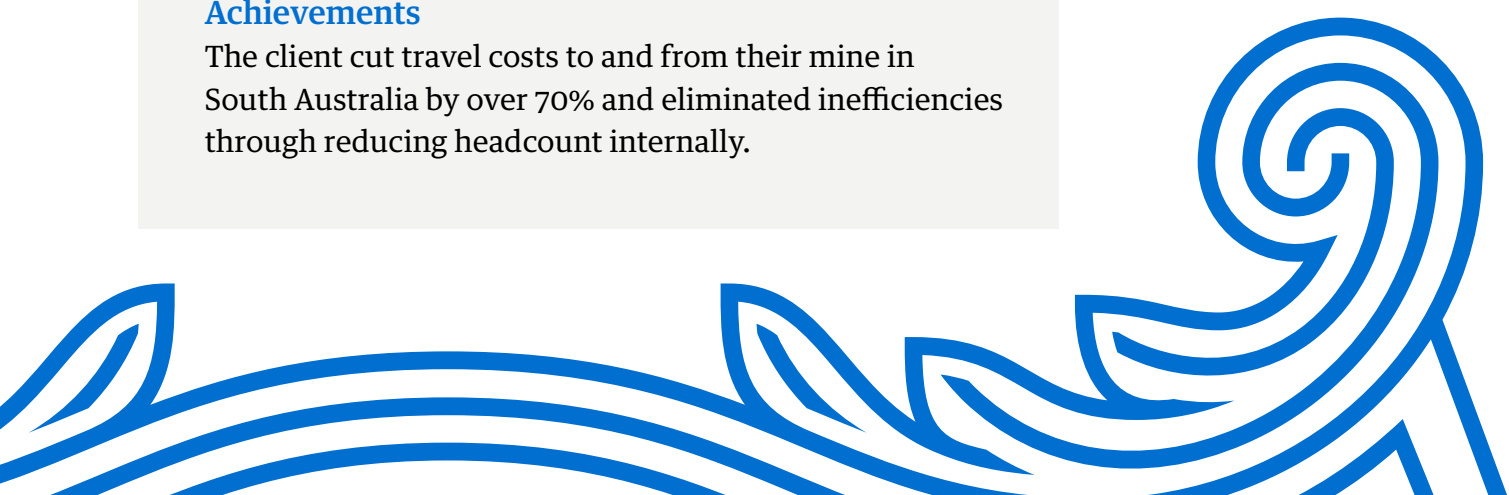 Achievements
The client cut travel costs to and from their mine in
South Australia by over 70% and eliminated inefficiencies
through reducing headcount internally.